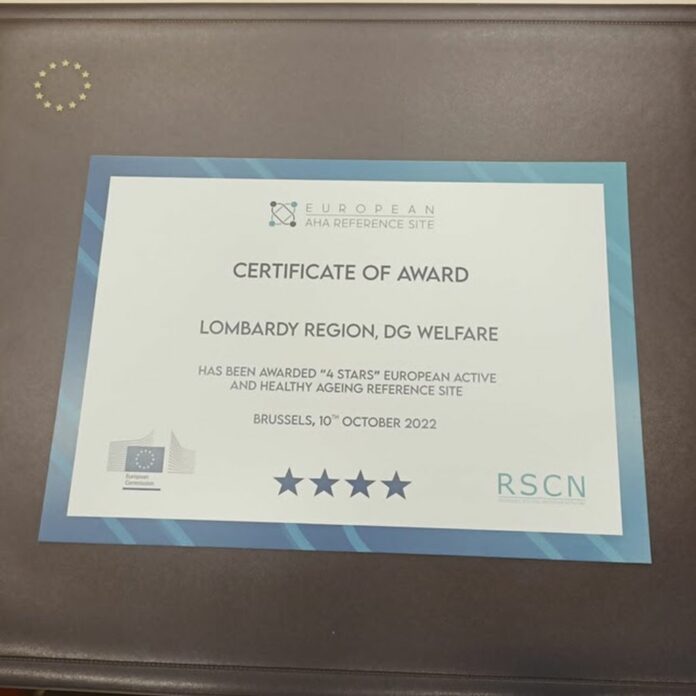 EUROPEAN
AHA REFERENCE SITE
CERTIFICATE OF AWARD
LOMBARDY REGION, DG WELFARE
HAS BEEN AWARDED "4 STARS" EUROPEAN ACTIVE
AND HEALTHY AGEING REFERENCE SITE
BRUSSELS, 10TH OCTOBER 2022
European
Commission
RSCN